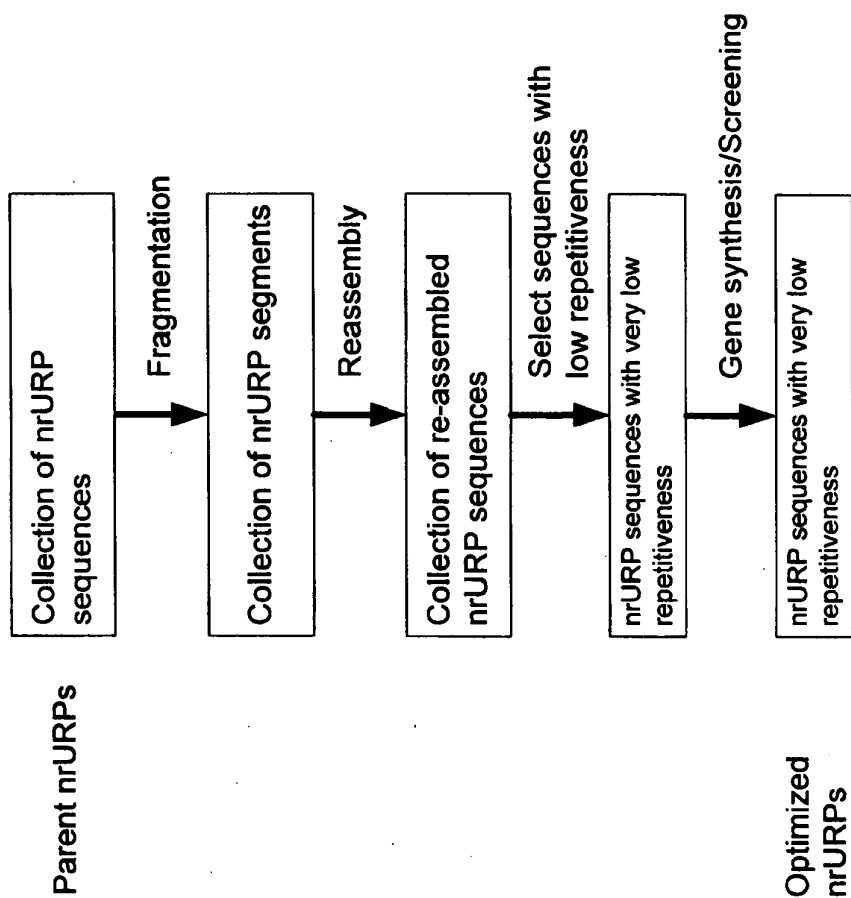 Parent nrURPs
Collection of nrURP
sequences
Fragmentation
Collection of nrURP segments
Reassembly
Collection of re-assembled
nrURP sequences
Select sequences with
low repetitiveness
nrURP sequences with very low
repetitiveness
Gene synthesis/Screening
Optimized
nrURPs
nrURP sequences with very low
repetitiveness